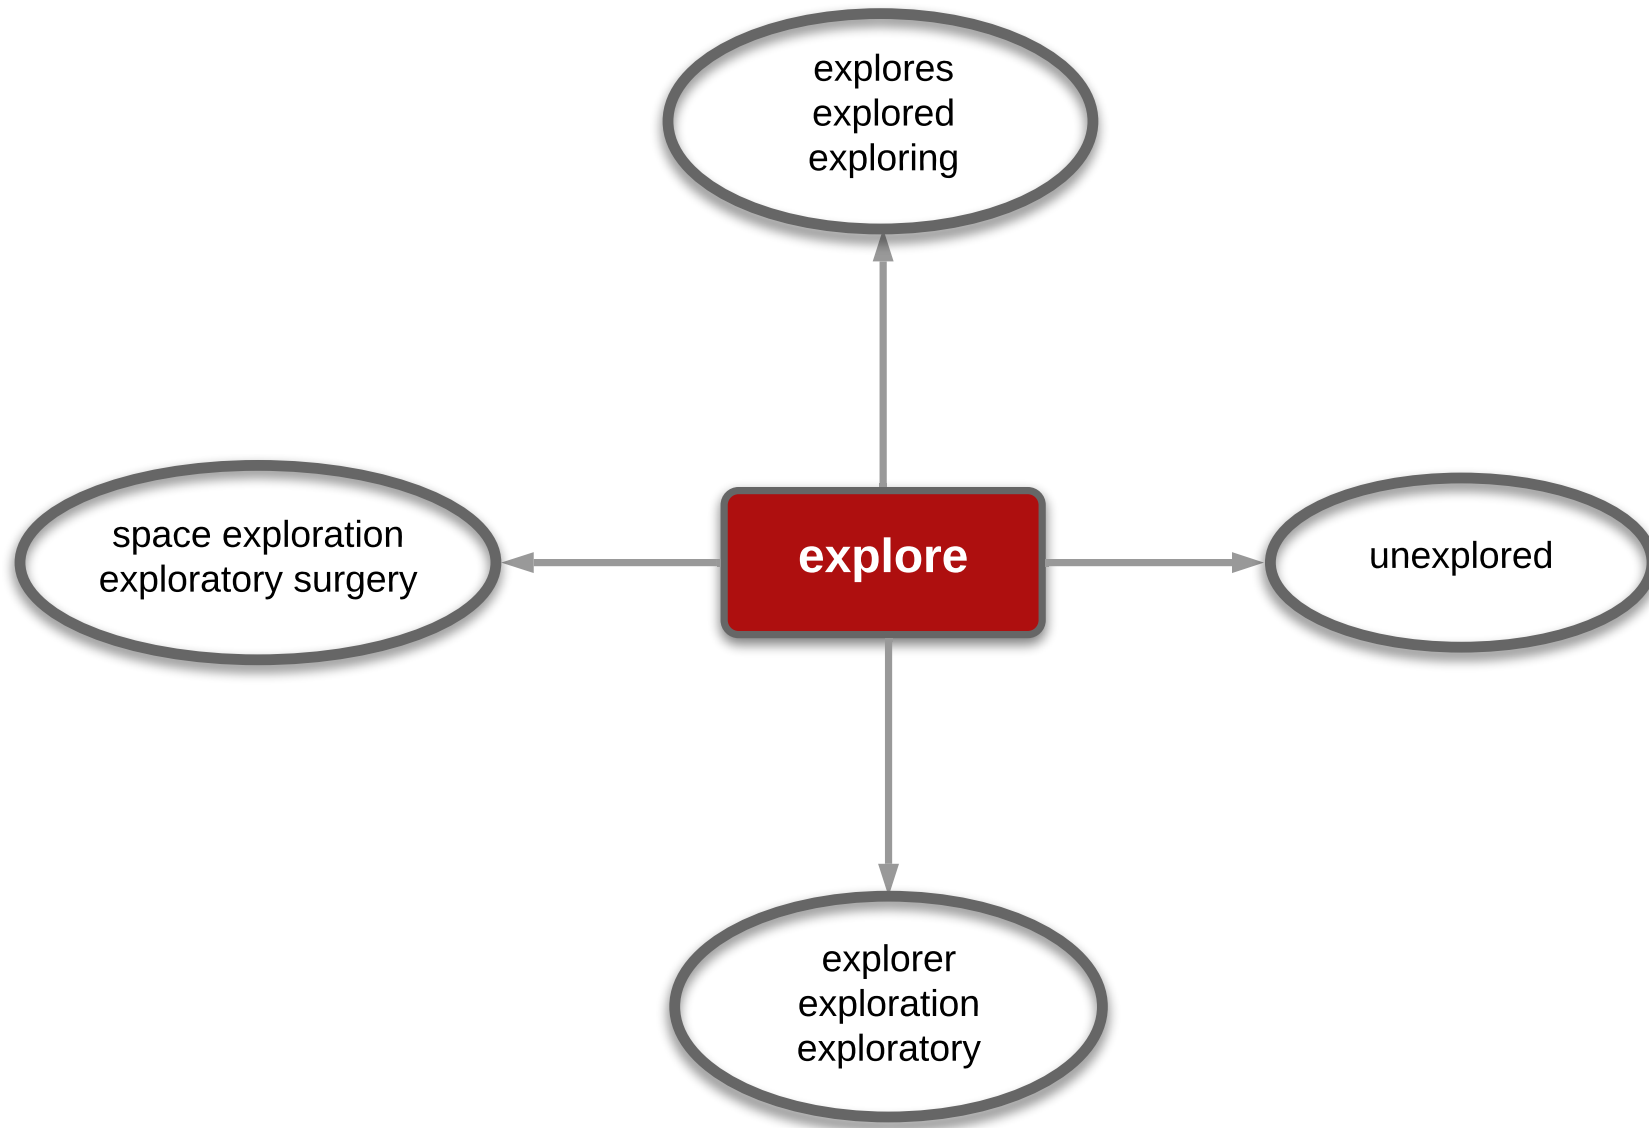 explores
explored
exploring
space exploration
exploratory surgery
explore
unexplored
explorer
exploration
exploratory